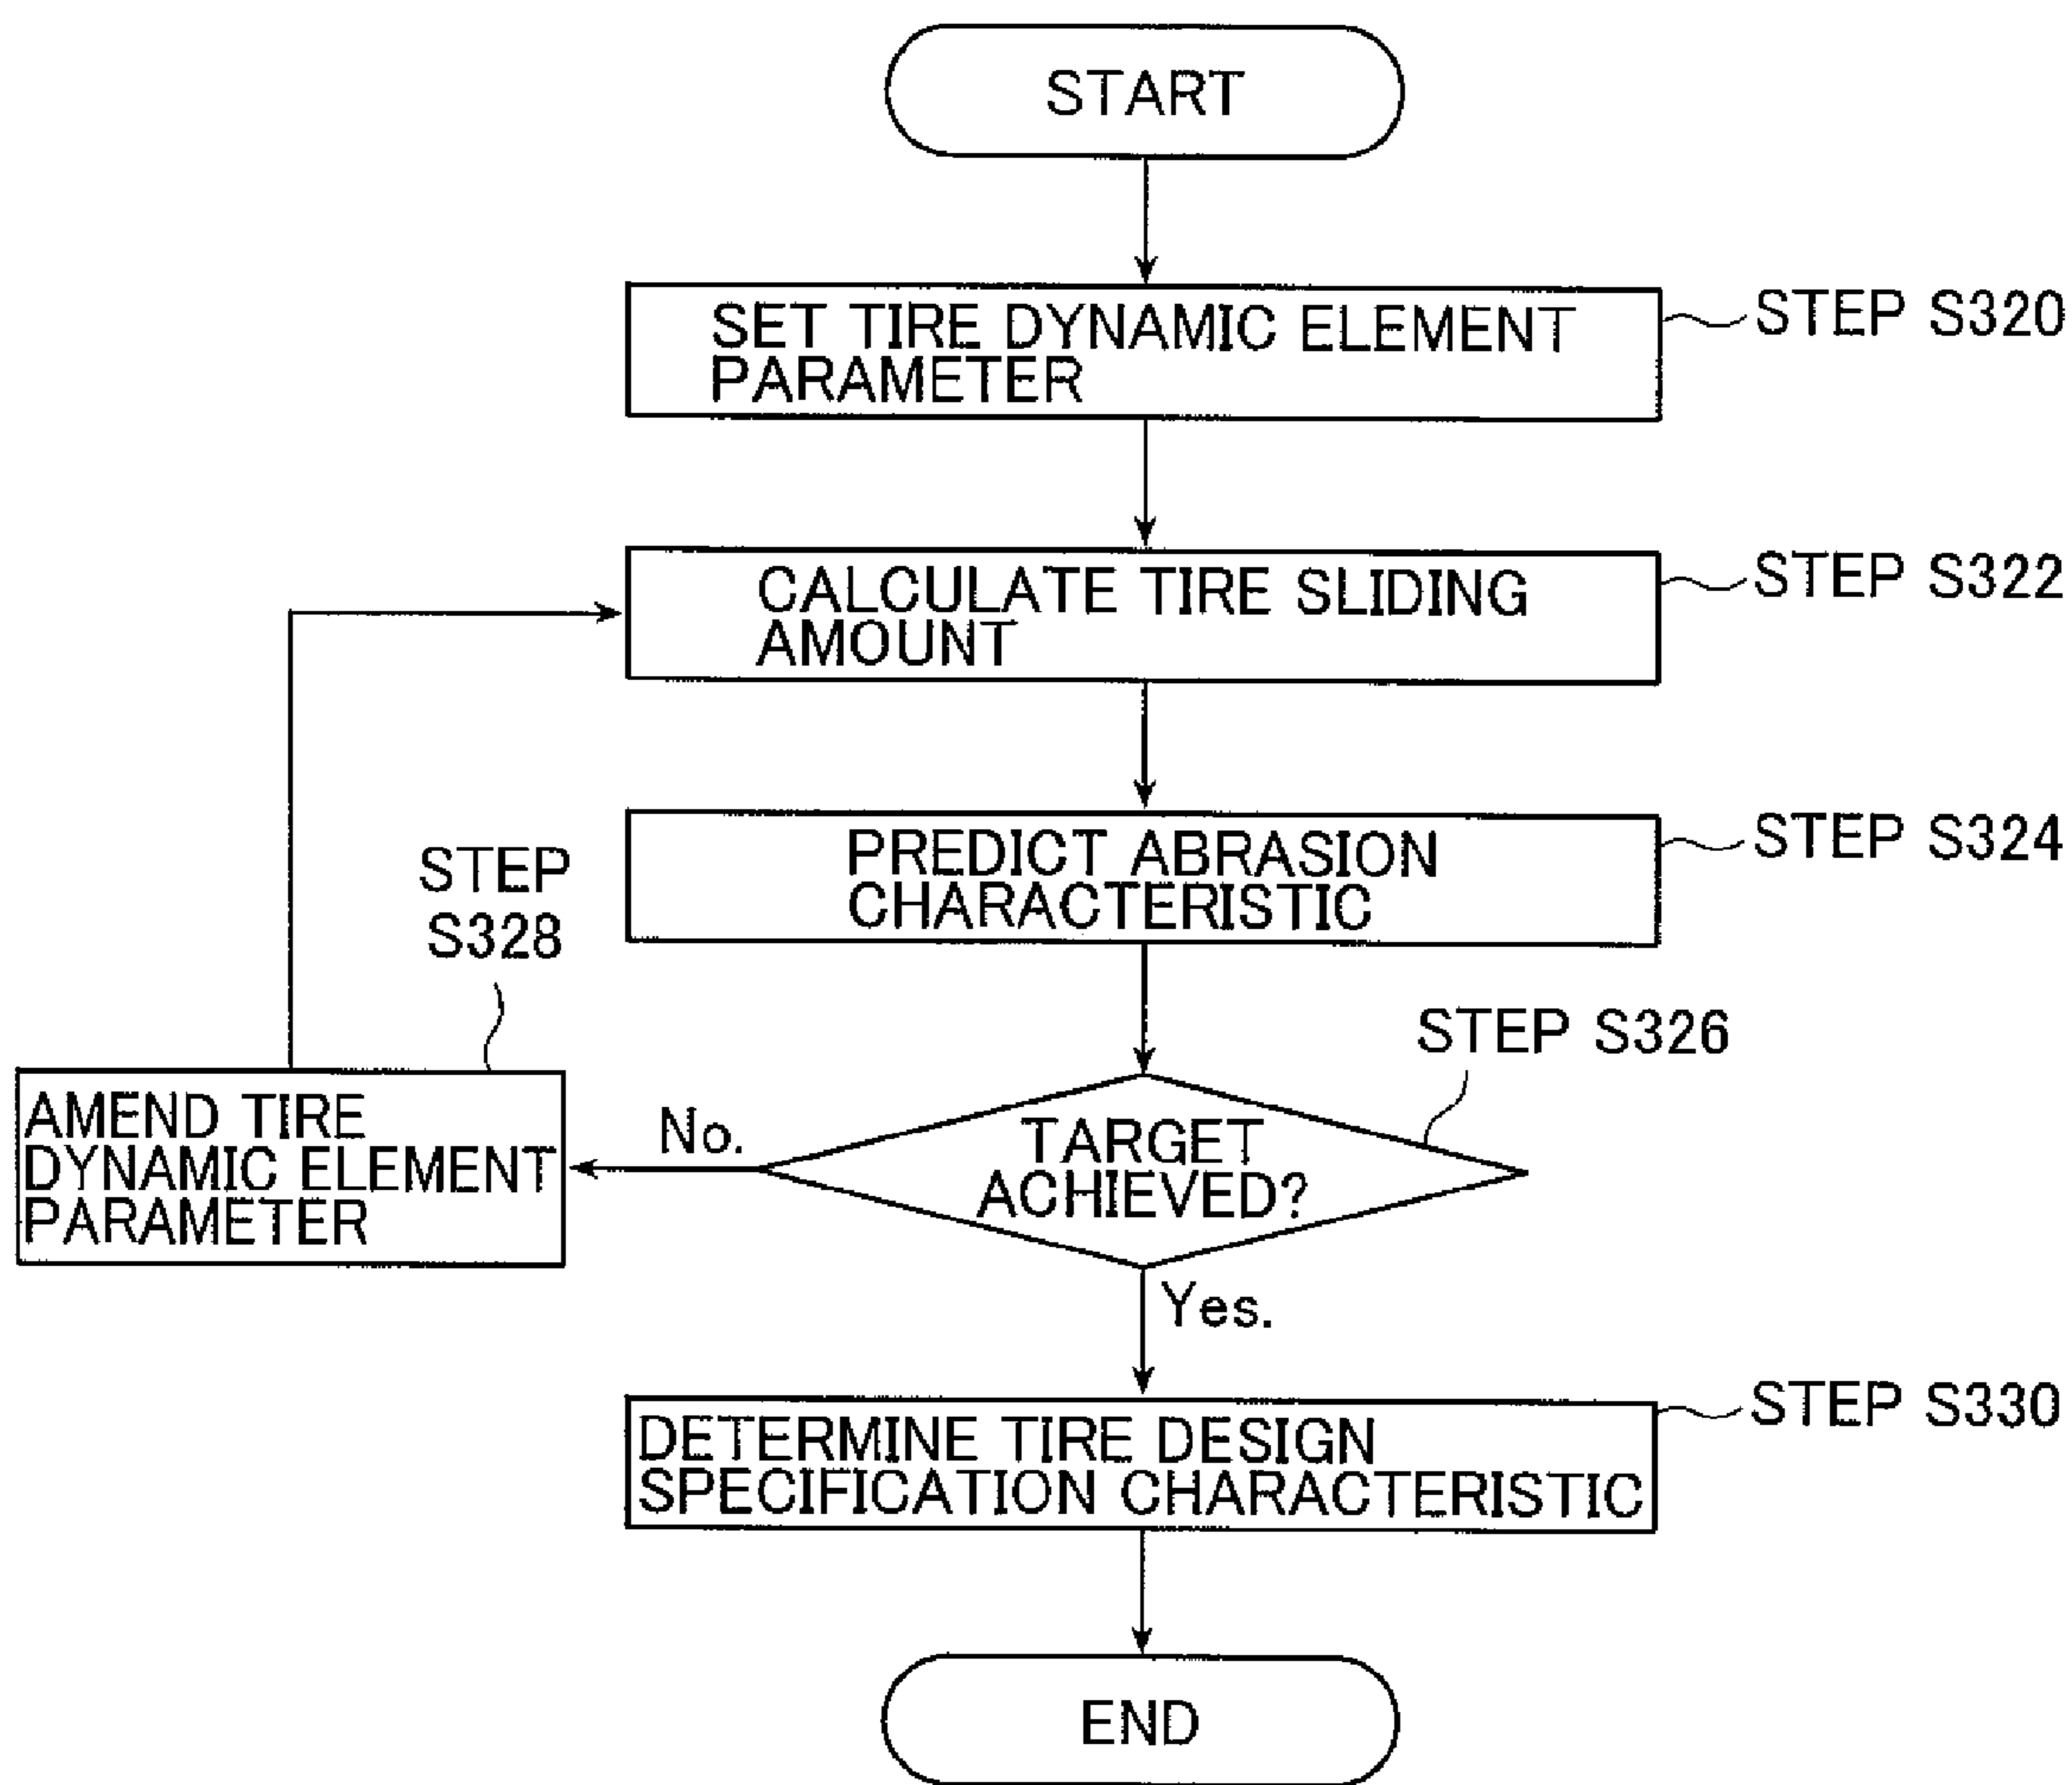 START
SET TIRE DYNAMIC ELEMENT
PARAMETER
STEP S320
CALCULATE TIRE SLIDING
AMOUNT
STEP S322
PREDICT ABRASION
CHARACTERISTIC
STEP S324
STEP
S328
STEP S326
AMEND TIRE
DYNAMIC ELEMENT
PARAMETER
No.
TARGET
ACHIEVED?
Yes.
DETERMINE TIRE DESIGN
SPECIFICATION CHARACTERISTIC
STEP S330
END